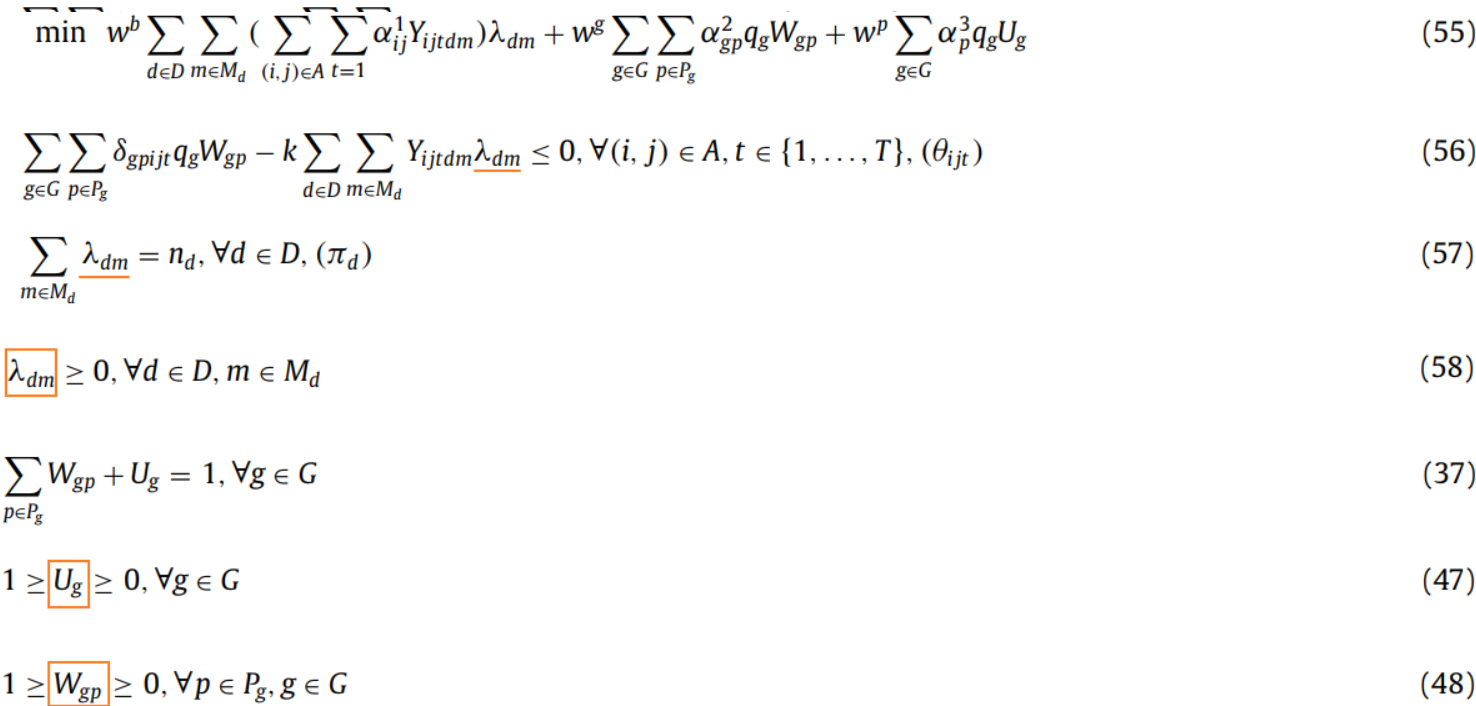 min w^b ∑_{d∈D} ∑_{m∈M_d} ( ∑_{(i,j)∈A} ∑_{t=1} α^1_{ij} Y_{ijtdm})λ_{dm} + w^g ∑_{g∈G} ∑_{p∈P_g} α^2_{gp} q_g W_{gp} + w^p ∑_{g∈G} α^3_p q_g U_g (55)
∑_{g∈G} ∑_{p∈P_g} δ_{gpijt} q_g W_{gp} − k ∑_{d∈D} ∑_{m∈M_d} Y_{ijtdm} λ_{dm} ≤ 0, ∀(i, j) ∈ A, t ∈ {1, . . . , T}, (θ_{ijt}) (56)
∑_{m∈M_d} λ_{dm} = n_d, ∀d ∈ D, (π_d) (57)
λ_{dm} ≥ 0, ∀d ∈ D, m ∈ M_d (58)
∑_{p∈P_g} W_{gp} + U_g = 1, ∀g ∈ G (37)
1 ≥ U_g ≥ 0, ∀g ∈ G (47)
1 ≥ W_{gp} ≥ 0, ∀p ∈ P_g, g ∈ G (48)